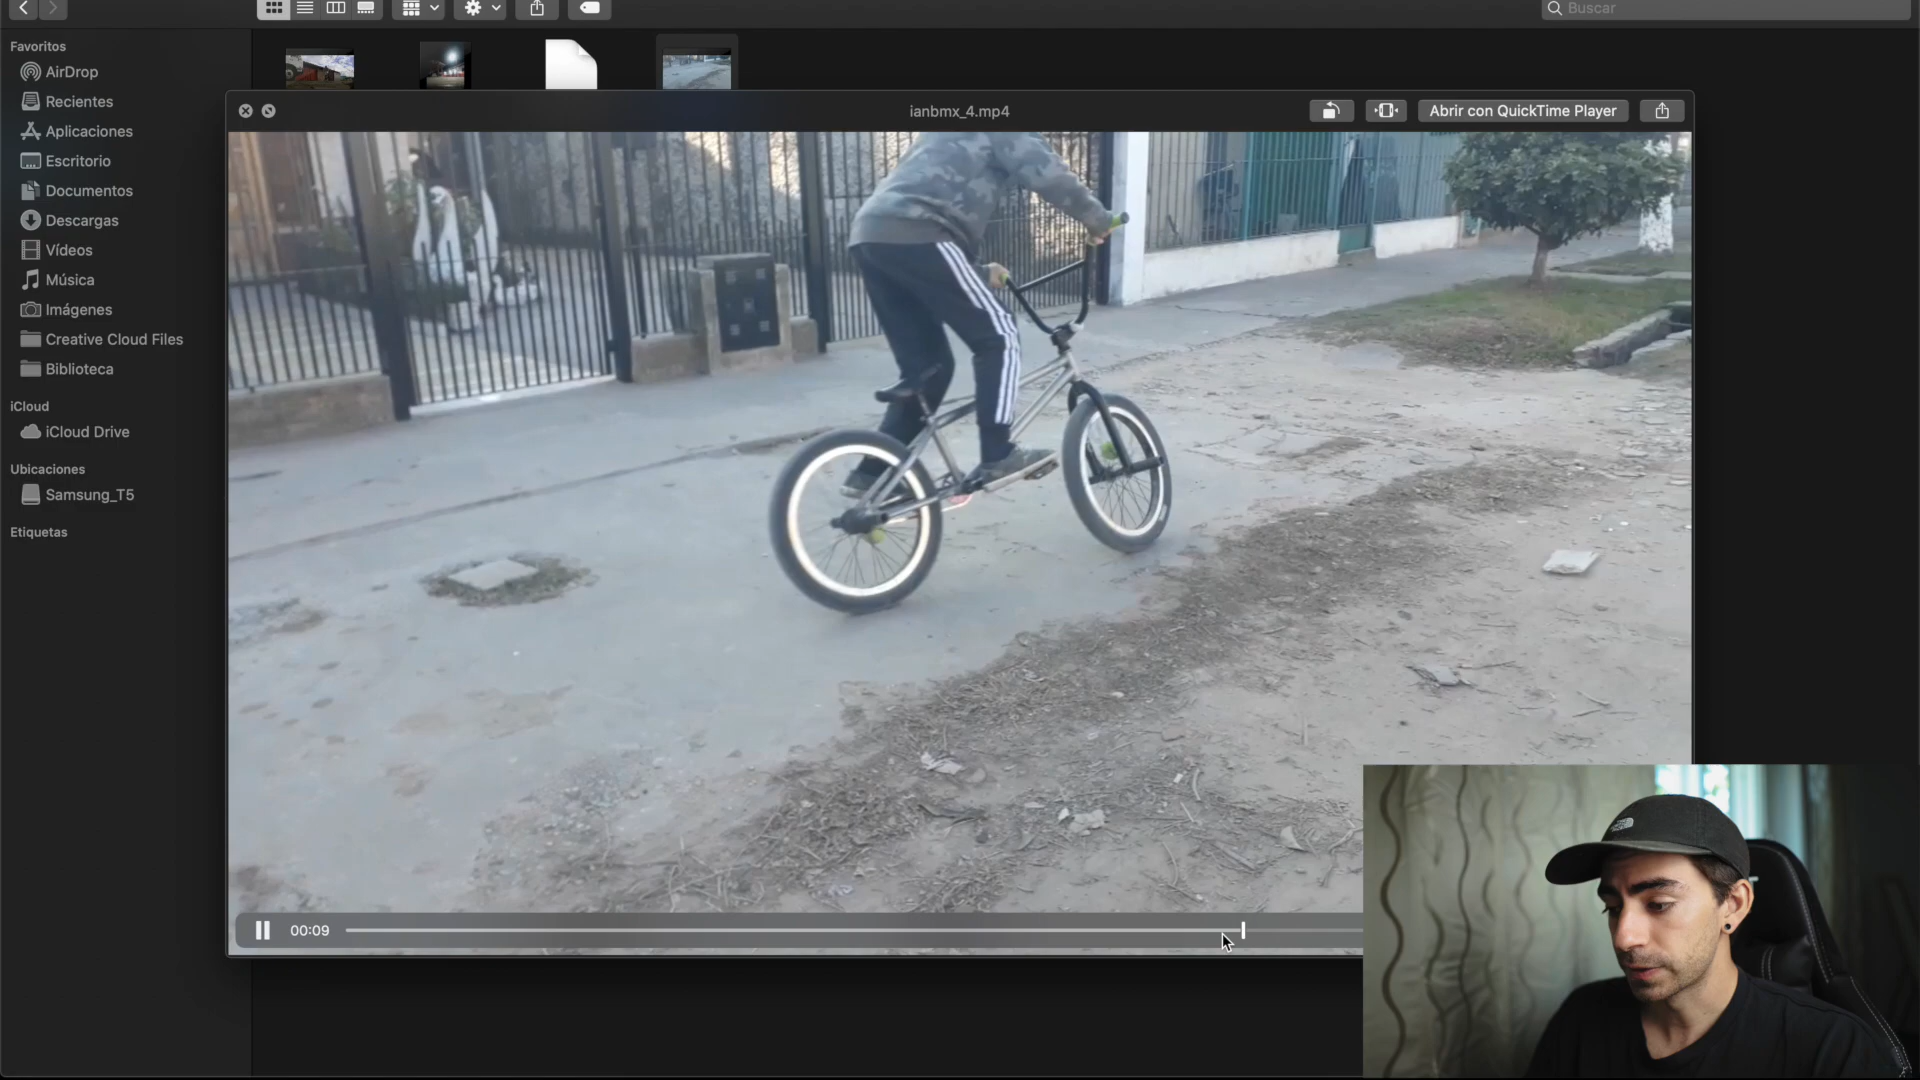 Buscar
Favoritos
AirDrop
Recientes
Aplicaciones
Escritorio
Documentos
Descargas
Vídeos
Música
Imágenes
Creative Cloud Files
Biblioteca
iCloud
iCloud Drive
Ubicaciones
Samsung_T5
Etiquetas
ianbmx_4.mp4
Abrir con QuickTime Player
00:09